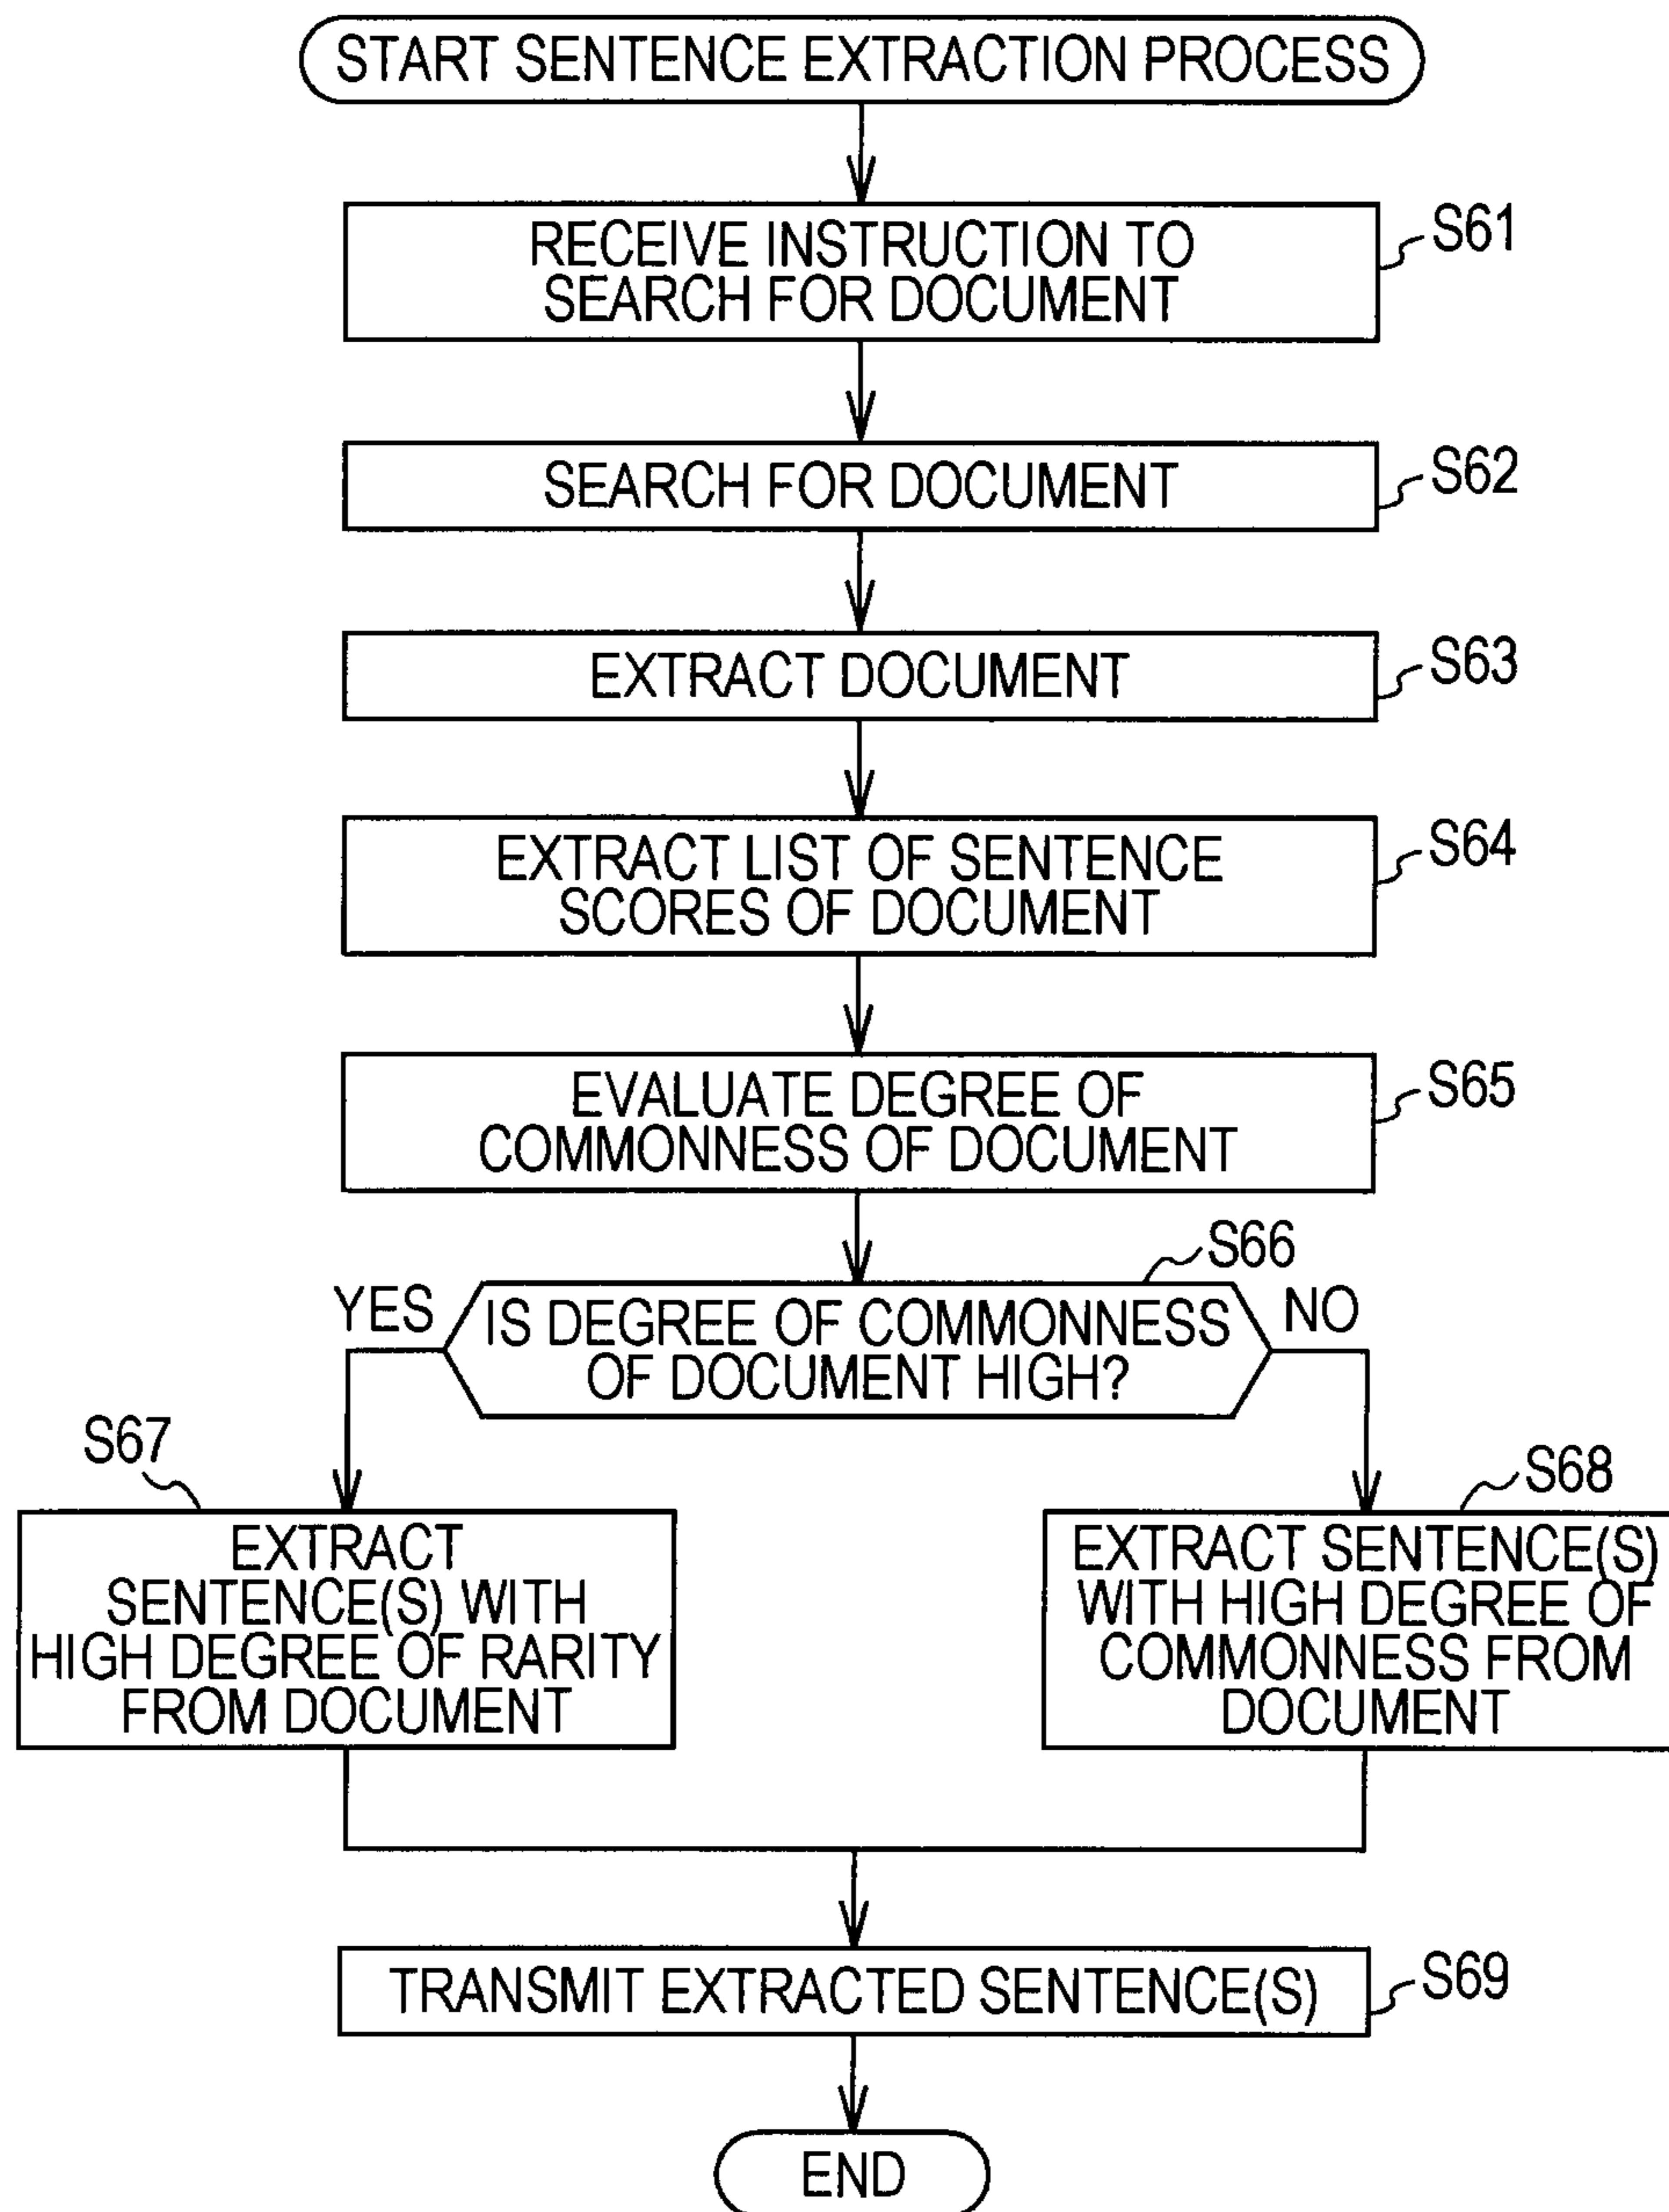 START SENTENCE EXTRACTION PROCESS
RECEIVE INSTRUCTION TO
SEARCH FOR DOCUMENT
S61
SEARCH FOR DOCUMENT
S62
EXTRACT DOCUMENT
S63
EXTRACT LIST OF SENTENCE
SCORES OF DOCUMENT
S64
EVALUATE DEGREE OF
COMMONNESS OF DOCUMENT
S65
S66
YES
IS DEGREE OF COMMONNESS
OF DOCUMENT HIGH?
NO
S67
EXTRACT
SENTENCE(S) WITH
HIGH DEGREE OF RARITY
FROM DOCUMENT
S68
EXTRACT SENTENCE(S)
WITH HIGH DEGREE OF
COMMONNESS FROM
DOCUMENT
TRANSMIT EXTRACTED SENTENCE(S)
S69
END